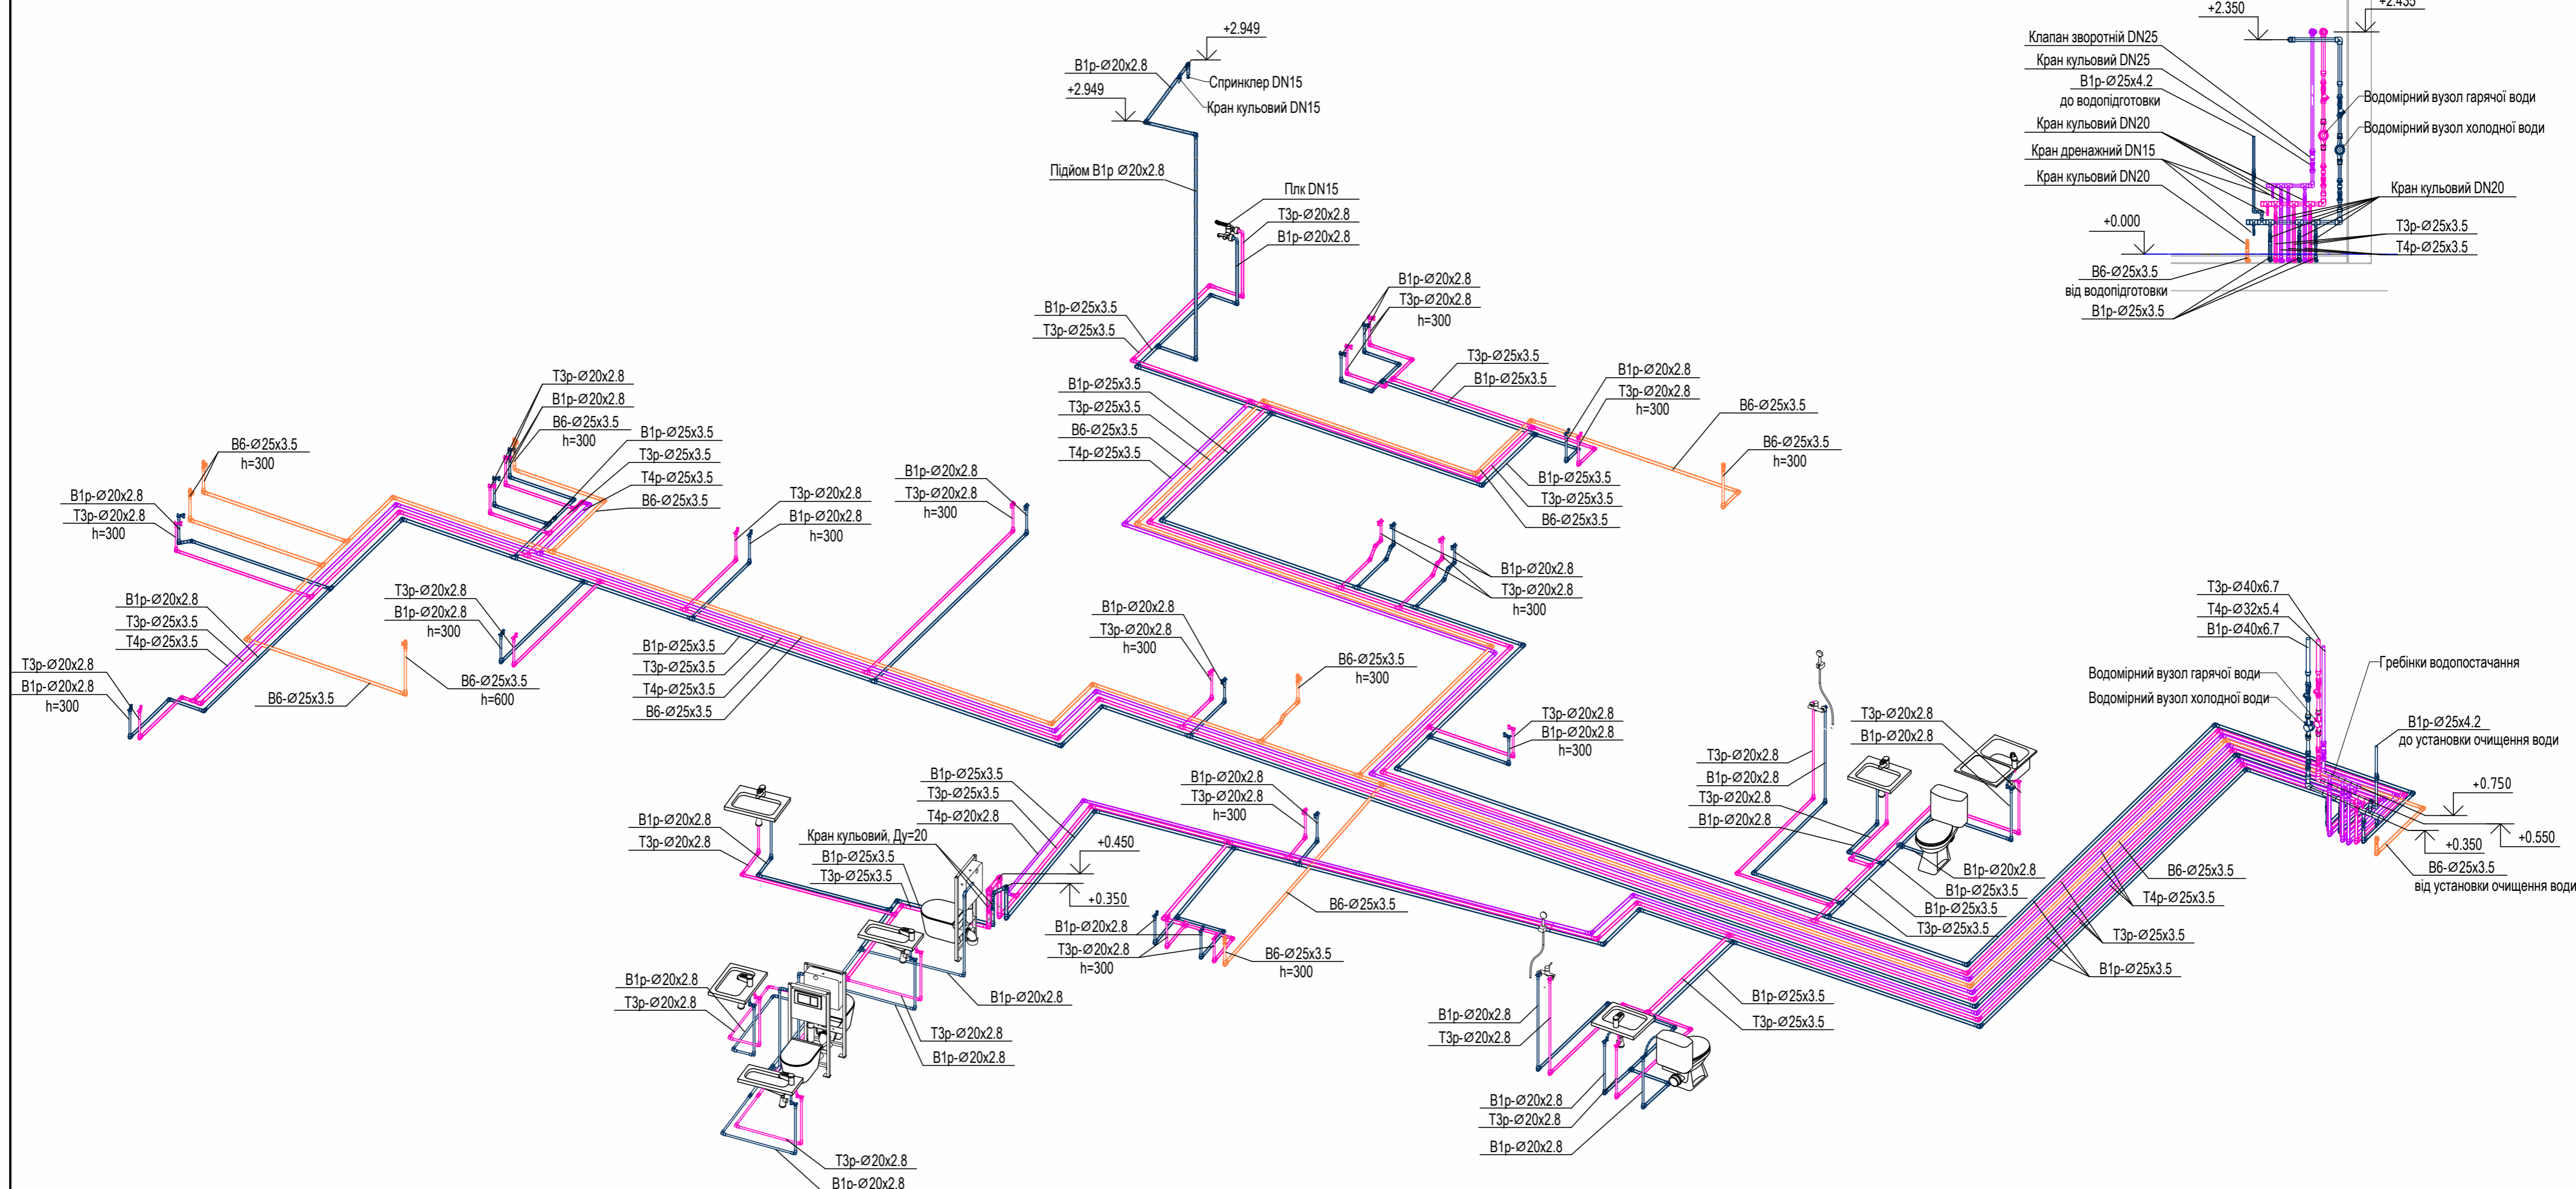 +2.949
В1р-Ø20х2.8
Спринклер DN15
+2.949
Кран кульовий DN15
Підйом В1р Ø20х2.8
Плк DN15
Т3р-Ø20х2.8
В1р-Ø20х2.8
В1р-Ø25х3.5
Т3р-Ø25х3.5
В1р-Ø20х2.8
Т3р-Ø20х2.8
h=300
Т3р-Ø25х3.5
В1р-Ø25х3.5
В1р-Ø20х2.8
Т3р-Ø20х2.8
h=300
В6-Ø25х3.5
В6-Ø25х3.5
h=300
В1р-Ø25х3.5
Т3р-Ø25х3.5
В6-Ø25х3.5
Т4р-Ø25х3.5
В1р-Ø25х3.5
Т3р-Ø25х3.5
В6-Ø25х3.5
+2.350
+2.435
Клапан зворотній DN25
Кран кульовий DN25
В1р-Ø25х4.2
до водопідготовки
Кран кульовий DN20
Кран дренажний DN15
Кран кульовий DN20
+0.000
В6-Ø25х3.5
від водопідготовки
В1р-Ø25х3.5
Водомірний вузол гарячої води
Водомірний вузол холодної води
Кран кульовий DN20
Т3р-Ø25х3.5
Т4р-Ø25х3.5
Т3р-Ø20х2.8
В1р-Ø20х2.8
В6-Ø25х3.5
h=300
В1р-Ø25х3.5
Т3р-Ø25х3.5
Т4р-Ø25х3.5
В6-Ø25х3.5
В6-Ø25х3.5
h=300
В1р-Ø20х2.8
Т3р-Ø20х2.8
h=300
Т3р-Ø20х2.8
В1р-Ø20х2.8
h=300
В1р-Ø20х2.8
Т3р-Ø20х2.8
h=300
В1р-Ø20х2.8
Т3р-Ø25х3.5
Т4р-Ø25х3.5
Т3р-Ø20х2.8
В1р-Ø20х2.8
h=300
Т3р-Ø20х2.8
В1р-Ø20х2.8
h=300
В6-Ø25х3.5
В6-Ø25х3.5
h=600
В1р-Ø25х3.5
Т3р-Ø25х3.5
Т4р-Ø25х3.5
В6-Ø25х3.5
В1р-Ø20х2.8
Т3р-Ø20х2.8
h=300
В1р-Ø20х2.8
Т3р-Ø20х2.8
h=300
В6-Ø25х3.5
h=300
Т3р-Ø20х2.8
В1р-Ø20х2.8
h=300
Т3р-Ø40х6.7
Т4р-Ø32х5.4
В1р-Ø40х6.7
Гребінки водопостачання
Водомірний вузол гарячої води
Водомірний вузол холодної води
В1р-Ø25х4.2
до установки очищення води
+0.750
+0.550
+0.350
В6-Ø25х3.5
від установки очищення води
Т3р-Ø20х2.8
В1р-Ø20х2.8
Т3р-Ø20х2.8
В1р-Ø20х2.8
Т3р-Ø20х2.8
В1р-Ø20х2.8
В1р-Ø20х2.8
В1р-Ø25х3.5
В1р-Ø25х3.5
Т3р-Ø25х3.5
В6-Ø25х3.5
Т4р-Ø25х3.5
Т3р-Ø25х3.5
В1р-Ø25х3.5
В1р-Ø25х3.5
Т3р-Ø25х3.5
Т4р-Ø20х2.8
Кран кульовий, Ду=20
В1р-Ø25х3.5
Т3р-Ø25х3.5
В1р-Ø20х2.8
Т3р-Ø20х2.8
+0.450
+0.350
В1р-Ø20х2.8
Т3р-Ø20х2.8
h=300
В6-Ø25х3.5
В1р-Ø20х2.8
Т3р-Ø20х2.8
h=300
В6-Ø25х3.5
h=300
В1р-Ø20х2.8
В1р-Ø20х2.8
Т3р-Ø20х2.8
Т3р-Ø20х2.8
В1р-Ø20х2.8
Т3р-Ø20х2.8
В1р-Ø20х2.8
В1р-Ø25х3.5
Т3р-Ø25х3.5
В1р-Ø20х2.8
Т3р-Ø20х2.8
В1р-Ø20х2.8
Т3р-Ø20х2.8
В1р-Ø20х2.8